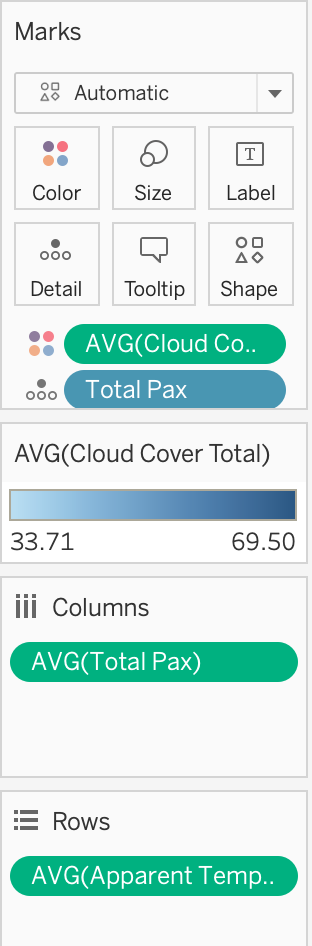 Marks
Automatic
Color Size Label
Detail Tooltip Shape
AVG(Cloud Co..
Total Pax
AVG(Cloud Cover Total)
33.71 69.50
Columns
AVG(Total Pax)
Rows
AVG(Apparent Temp..